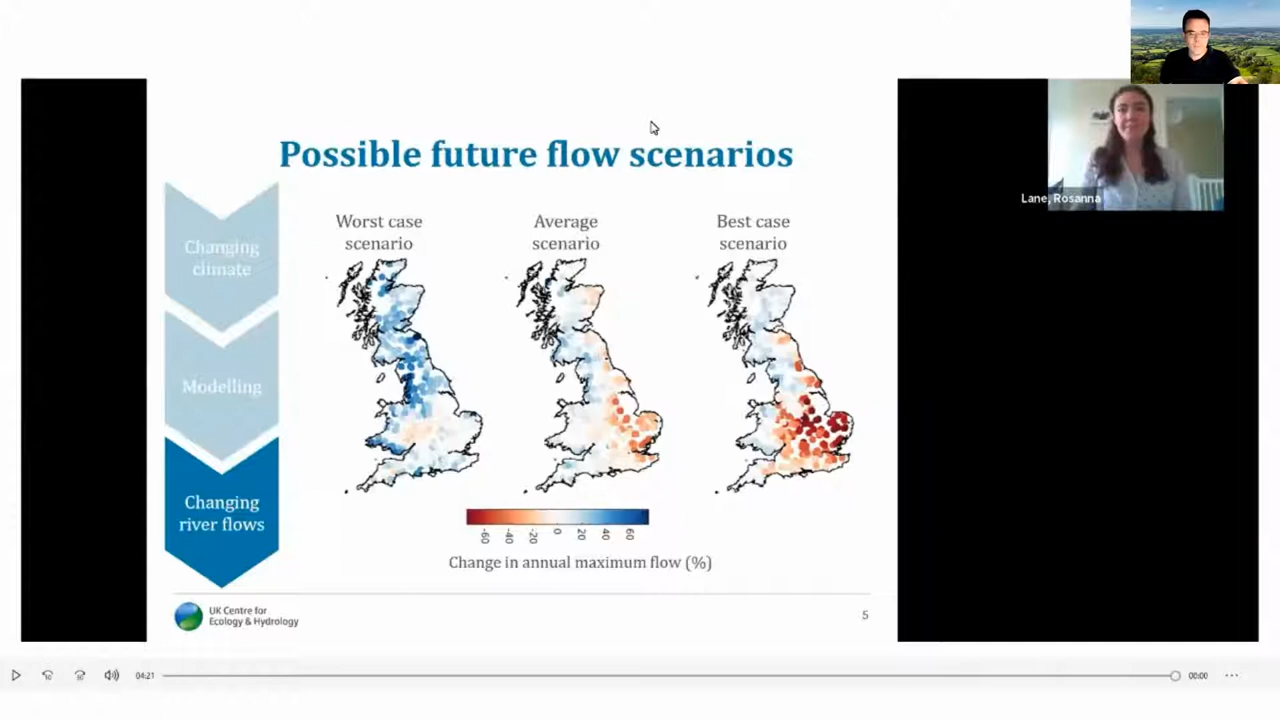 Possible future flow scenarios
Changing
climate
Modelling
Changing
river flows
Worst case
scenario
Average
scenario
Best case
scenario
-60
-40
-20
0
20
40
60
Change in annual maximum flow (%)
UK Centre for
Ecology & Hydrology
5
Lane, Rosanna
04:21
00:00